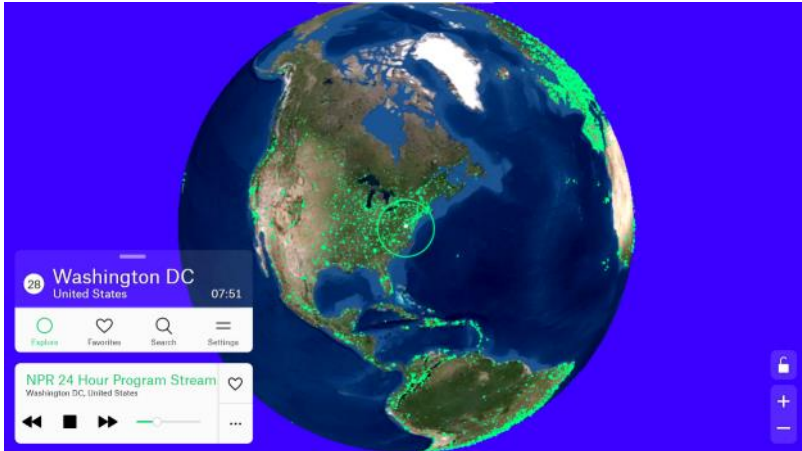 28
Washington DC
United States
07:51
Explore
Favorites
Search
Settings
NPR 24 Hour Program Stream
Washington DC, United States